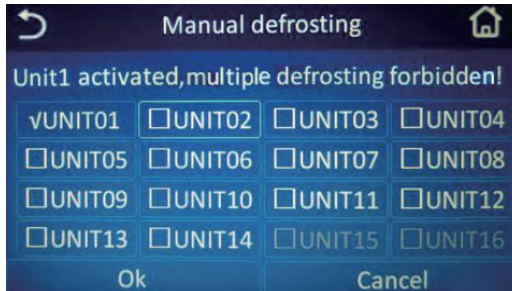 Manual defrosting
Unit1 activated,multiple defrosting forbidden!
√UNIT01 □UNIT02 □UNIT03 □UNIT04
□UNIT05 □UNIT06 □UNIT07 □UNIT08
□UNIT09 □UNIT10 □UNIT11 □UNIT12
□UNIT13 □UNIT14 □UNIT15 □UNIT16
Ok Cancel